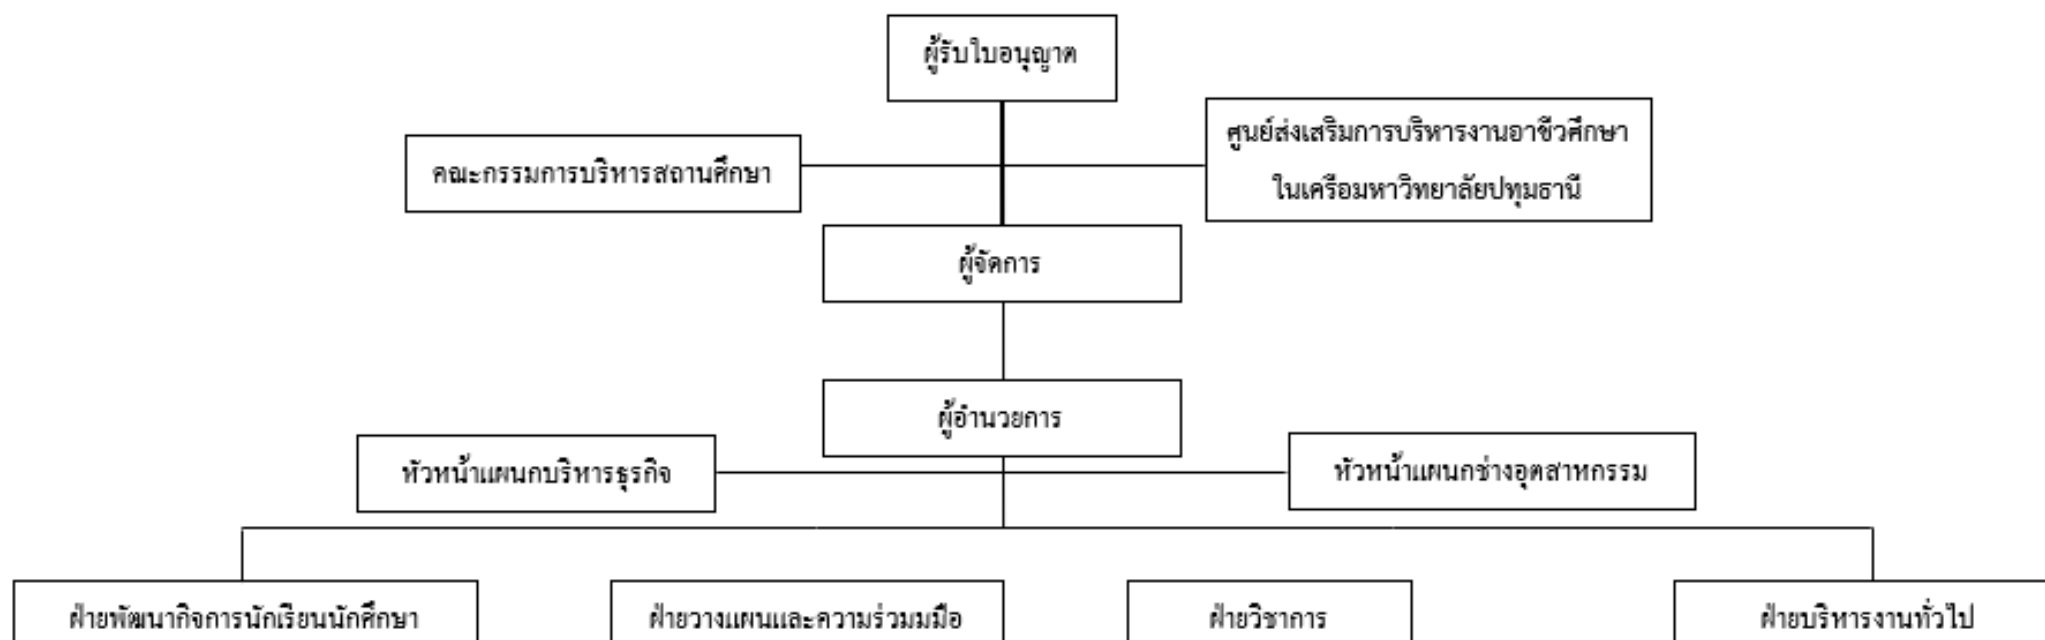 ผู้รับใบอนุญาต
คณะกรรมการบริหารสถานศึกษา
ศูนย์ส่งเสริมการบริหารงานอาชีวศึกษา
ในเครือมหาวิทยาลัยปทุมธานี
ผู้จัดการ
ผู้อำนวยการ
หัวหน้าแผนกบริหารธุรกิจ
หัวหน้าแผนกช่างอุตสาหกรรม
ฝ่ายพัฒนากิจการนักเรียนนักศึกษา
ฝ่ายวางแผนและความร่วมมมือ
ฝ่ายวิชาการ
ฝ่ายบริหารงานทั่วไป